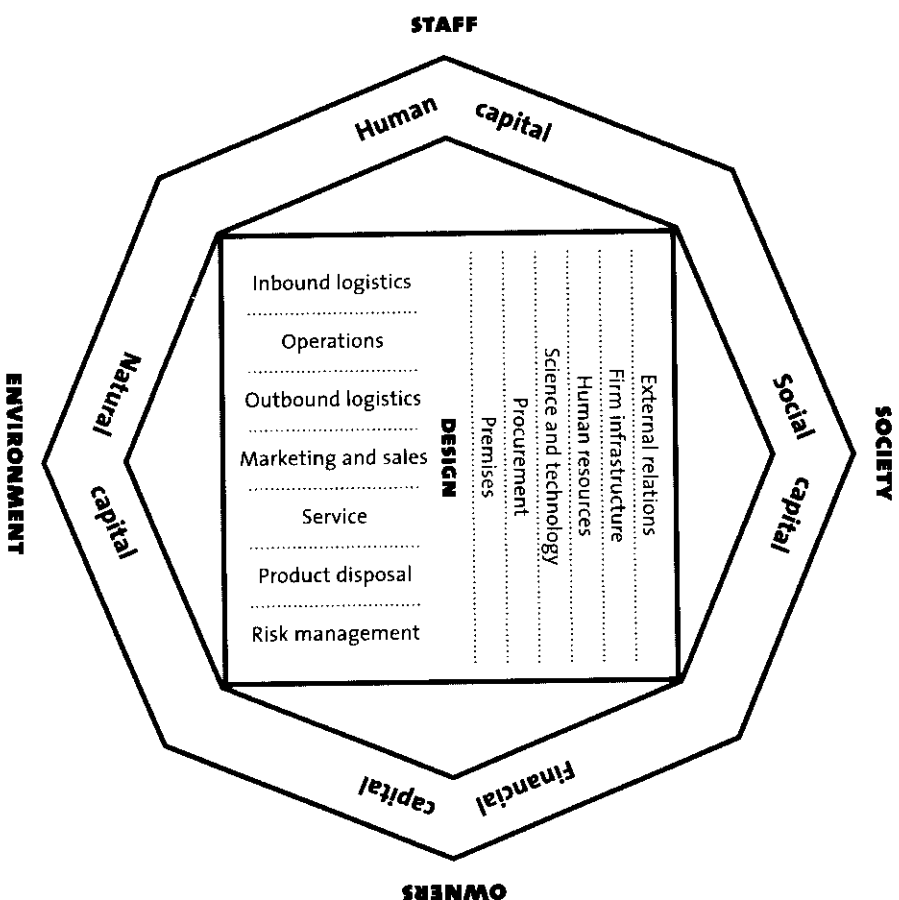 STAFF
Human capital
Inbound logistics
Operations
Outbound logistics
Marketing and sales
Service
Product disposal
Risk management
DESIGN
Premises
Procurement
Science and technology
Human resources
Firm infrastructure
External relations
Natural capital
ENVIRONMENT
Social capital
SOCIETY
Financial capital
OWNERS